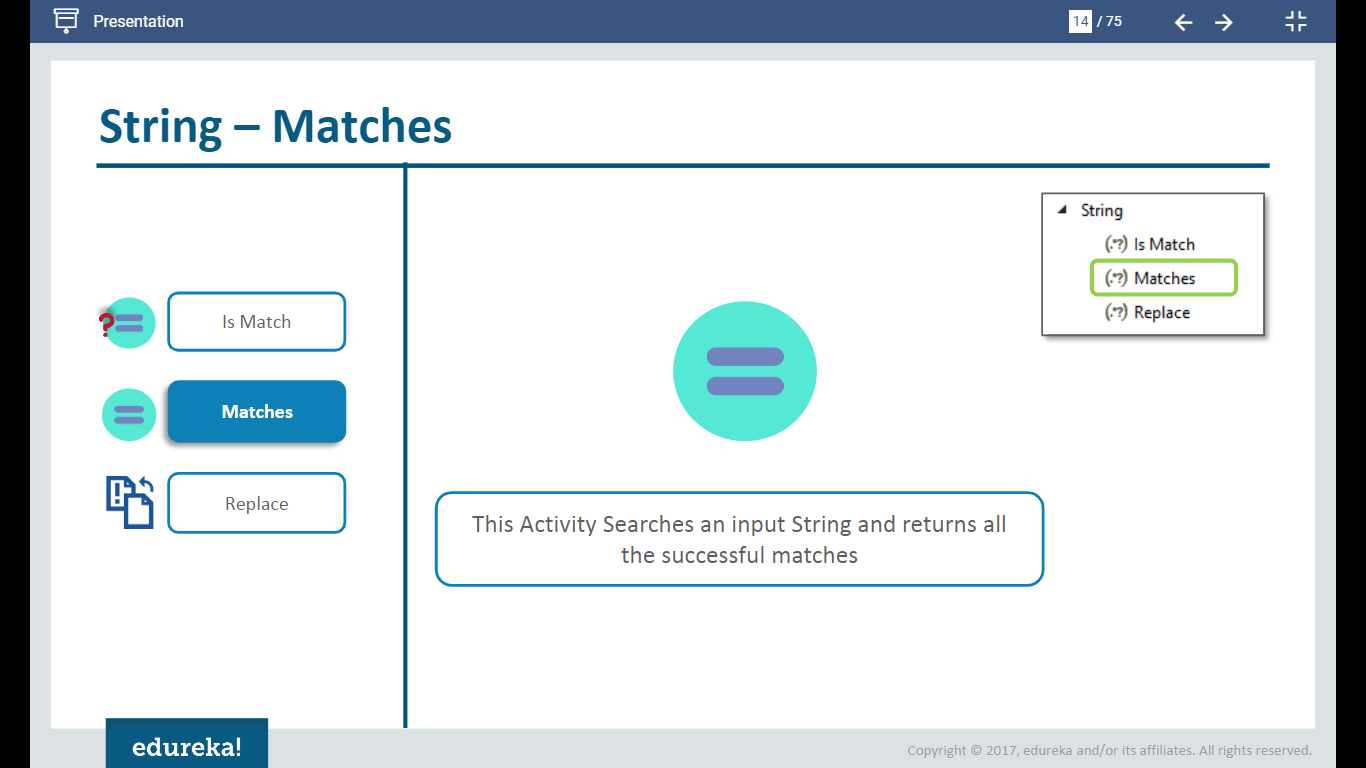 Presentation
14 / 75
String – Matches
String
(.*?) Is Match
(.*?) Matches
(.*?) Replace
? Is Match
Matches
Replace
This Activity Searches an input String and returns all
the successful matches
edureka!
Copyright © 2017, edureka and/or its affiliates. All rights reserved.